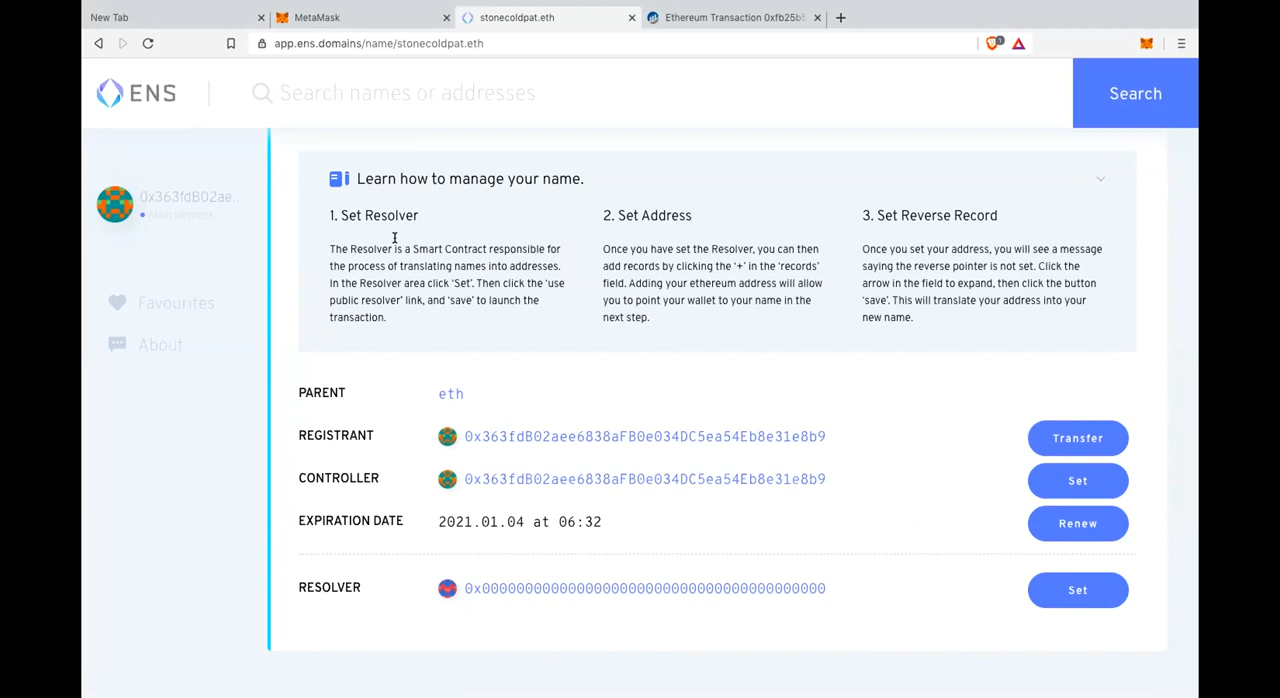 New Tab
MetaMask
stonecoldpat.eth
Ethereum Transaction 0xfb25b5
app.ens.domains/name/stonecoldpat.eth
1
ENS
Search names or addresses
Search
0x363fdB02ae...
Main Network
Favourites
About
Learn how to manage your name.
1. Set Resolver
The Resolver is a Smart Contract responsible for
the process of translating names into addresses.
In the Resolver area click 'Set'. Then click the 'use
public resolver' link, and 'save' to launch the
transaction.
2. Set Address
Once you have set the Resolver, you can then
add records by clicking the '+' in the 'records'
field. Adding your ethereum address will allow
you to point your wallet to your name in the
next step.
3. Set Reverse Record
Once you set your address, you will see a message
saying the reverse pointer is not set. Click the
arrow in the field to expand, then click the button
'save'. This will translate your address into your
new name.
PARENT
eth
REGISTRANT
0x363fdB02aee6838aFB0e034DC5ea54Eb8e31e8b9
Transfer
CONTROLLER
0x363fdB02aee6838aFB0e034DC5ea54Eb8e31e8b9
Set
EXPIRATION DATE
2021.01.04 at 06:32
Renew
RESOLVER
0x0000000000000000000000000000000000000000
Set